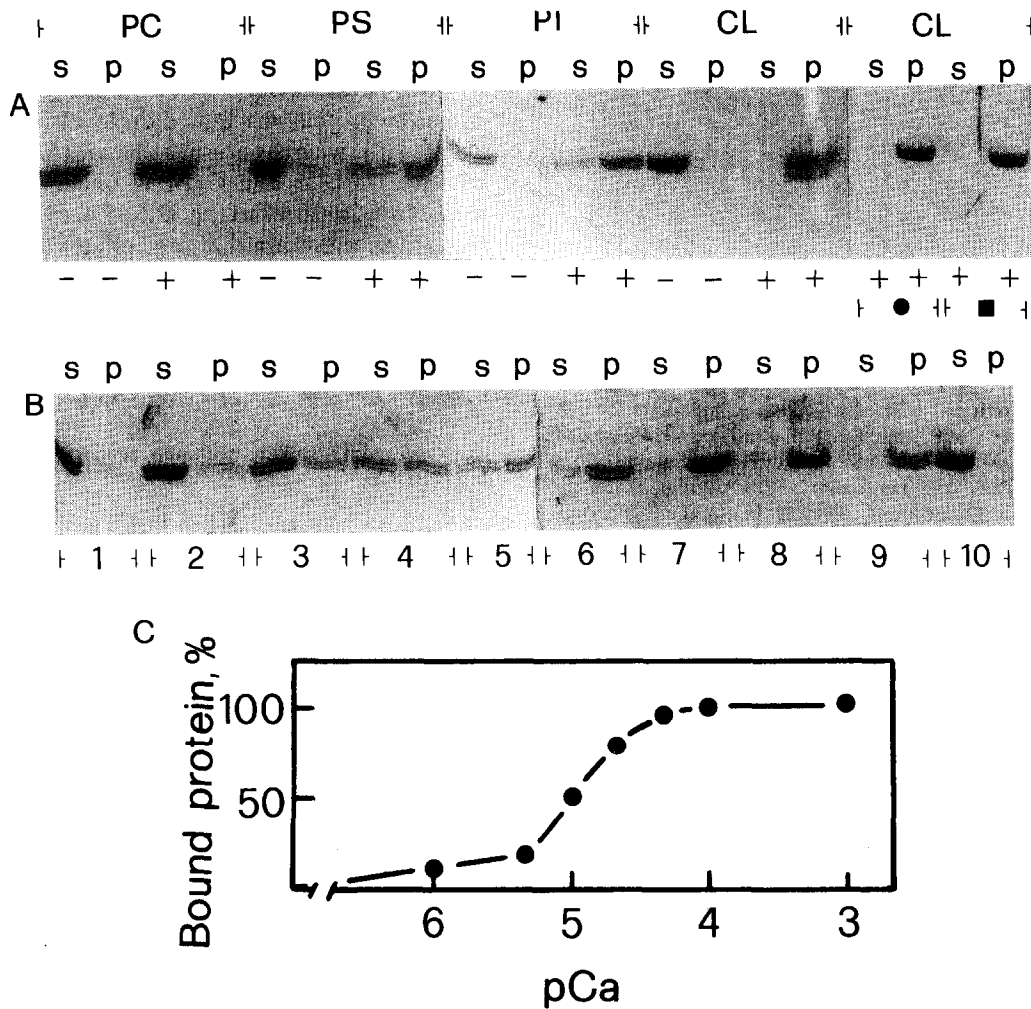 PC PS PI CL CL
s p s p s p s p s p s p s p s p s p s p
A
− − + + − − + + − − + + − − + + + + + +
● ■
s p s p s p s p s p s p s p s p s p s p
B
1 2 3 4 5 6 7 8 9 10
C
Bound protein, %
100
50
6 5 4 3
pCa